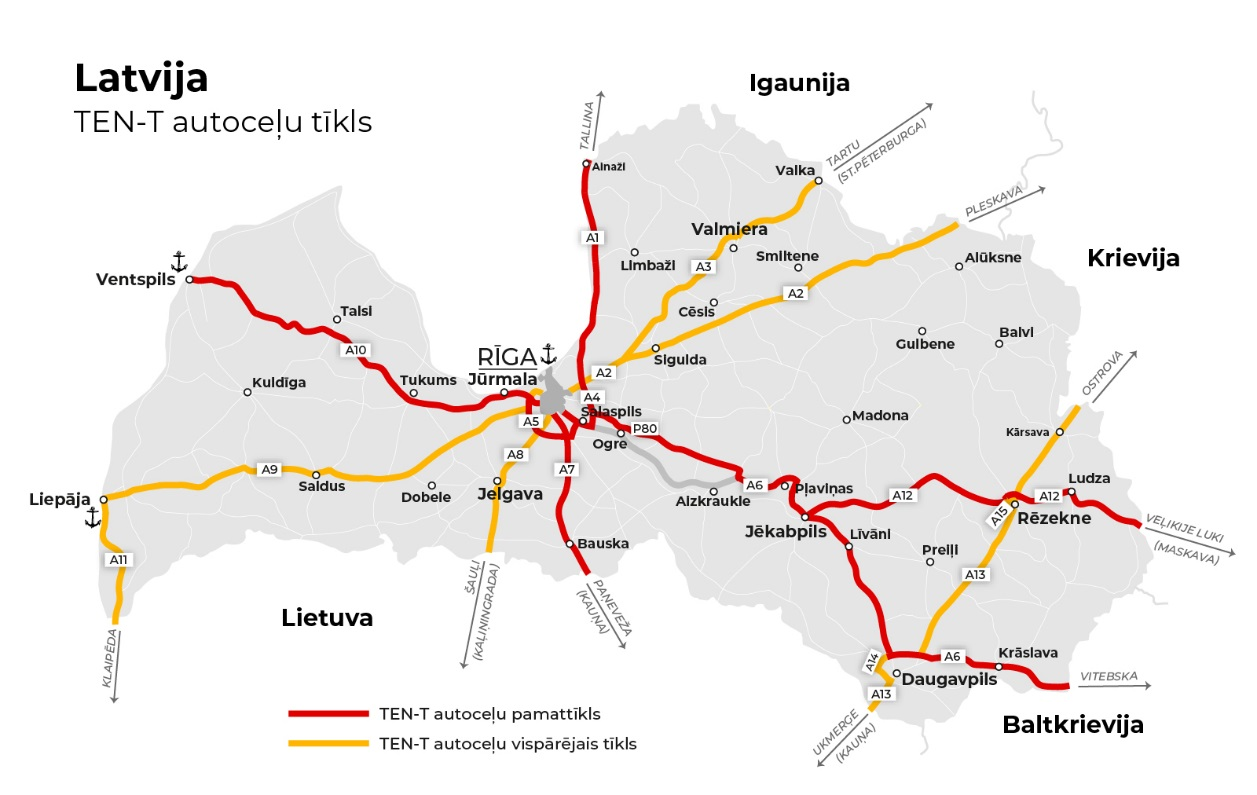 Latvija
TEN-T autoceļu tīkls
Igaunija
Krievija
Lietuva
Baltkrievija
TALLINA
TARTU
(ST.PĒTERBURGA)
PLESKAVA
OSTROVA
VEĻIKIJE LUKI
(MASKAVA)
VITEBSKA
UKMERĢE
(KAUŅA)
PAŅEVEŽA
(KAUŅA)
ŠAUĻI
(KAĻIŅINGRADA)
KLAIPĒDA
Ainaži
Valka
Valmiera
Limbaži
Smiltene
Alūksne
Cēsis
Gulbene
Balvi
Sigulda
Ventspils
Talsi
RĪGA
Jūrmala
Tukums
Kuldīga
Salaspils
Ogre
Madona
Kārsava
Ludza
Rēzekne
Liepāja
Saldus
Dobele
Jelgava
Aizkraukle
Pļaviņas
Jēkabpils
Līvāni
Preiļi
Bauska
Krāslava
Daugavpils
A1
A3
A2
A2
A10
A4
A5
P80
A8
A9
A7
A6
A12
A12
A15
A11
A13
A14
A6
A13
TEN-T autoceļu pamattīkls
TEN-T autoceļu vispārējais tīkls